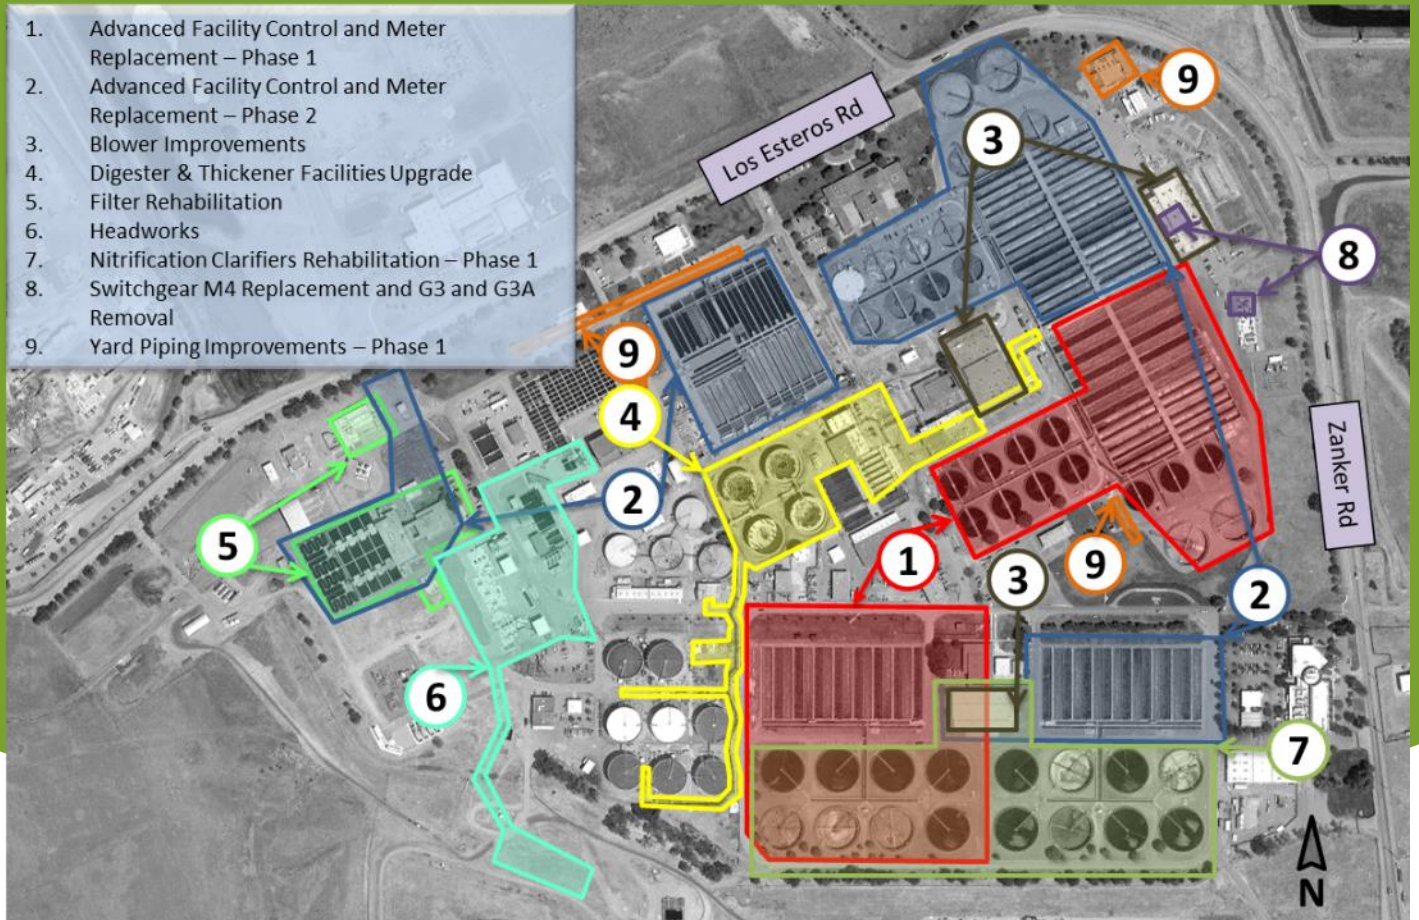 1. Advanced Facility Control and Meter
Replacement – Phase 1
2. Advanced Facility Control and Meter
Replacement – Phase 2
3. Blower Improvements
4. Digester & Thickener Facilities Upgrade
5. Filter Rehabilitation
6. Headworks
7. Nitrification Clarifiers Rehabilitation – Phase 1
8. Switchgear M4 Replacement and G3 and G3A
Removal
9. Yard Piping Improvements – Phase 1
Los Esteros Rd
9
3
8
9
4
Zanker
Rd
2
5
1
9
3
2
6
7
N